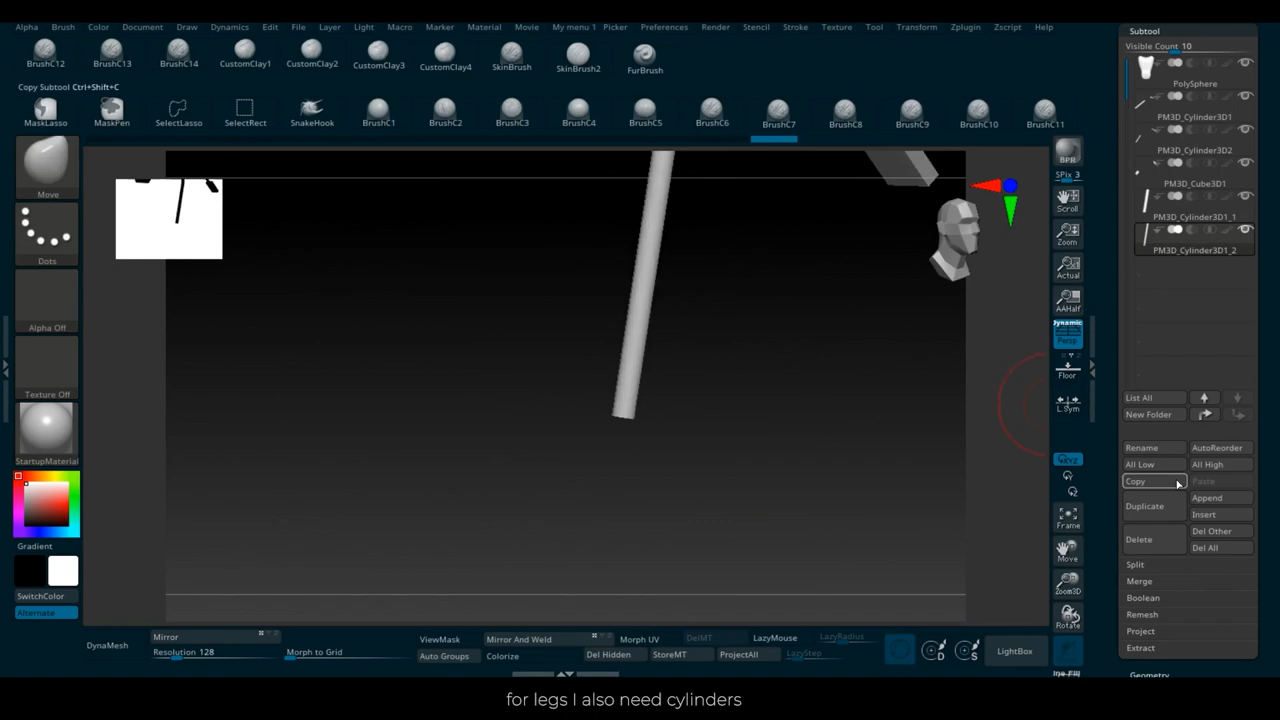 Alpha Brush Color Document Draw Dynamics Edit File Layer Light Macro Marker Material Movie My menu 1 Picker Preferences Render Stencil Stroke Texture Tool Transform Zplugin Zscript Help
BrushC12 BrushC13 BrushC14 CustomClay1 CustomClay2 CustomClay3 CustomClay4 SkinBrush SkinBrush2 FurBrush
Copy Subtool Ctrl+Shift+C
MaskLasso MaskPen SelectLasso SelectRect SnakeHook BrushC1 BrushC2 BrushC3 BrushC4 BrushC5 BrushC6 BrushC7 BrushC8 BrushC9 BrushC10 BrushC11
Move
Dots
Alpha Off
Texture Off
StartupMaterial
Gradient
SwitchColor
Alternate
BPR
SPix 3
Scroll
Zoom
Actual
AAHalf
Dynamic
Persp
Floor
L.Sym
XYZ
Y
Z
Frame
Move
Zoom3D
Rotate
Subtool
Visible Count 10
PolySphere
PM3D_Cylinder3D1
PM3D_Cylinder3D2
PM3D_Cube3D1
PM3D_Cylinder3D1_1
PM3D_Cylinder3D1_2
List All
New Folder
Rename AutoReorder
All Low All High
Copy Paste
Duplicate Append
Insert
Delete Del Other
Del All
Split
Merge
Boolean
Remesh
Project
Extract
DynaMesh Mirror ViewMask Mirror And Weld Morph UV DelMT LazyMouse LazyRadius
Resolution 128 Morph to Grid Auto Groups Colorize Del Hidden StoreMT ProjectAll LazyStep D S LightBox
for legs I also need cylinders